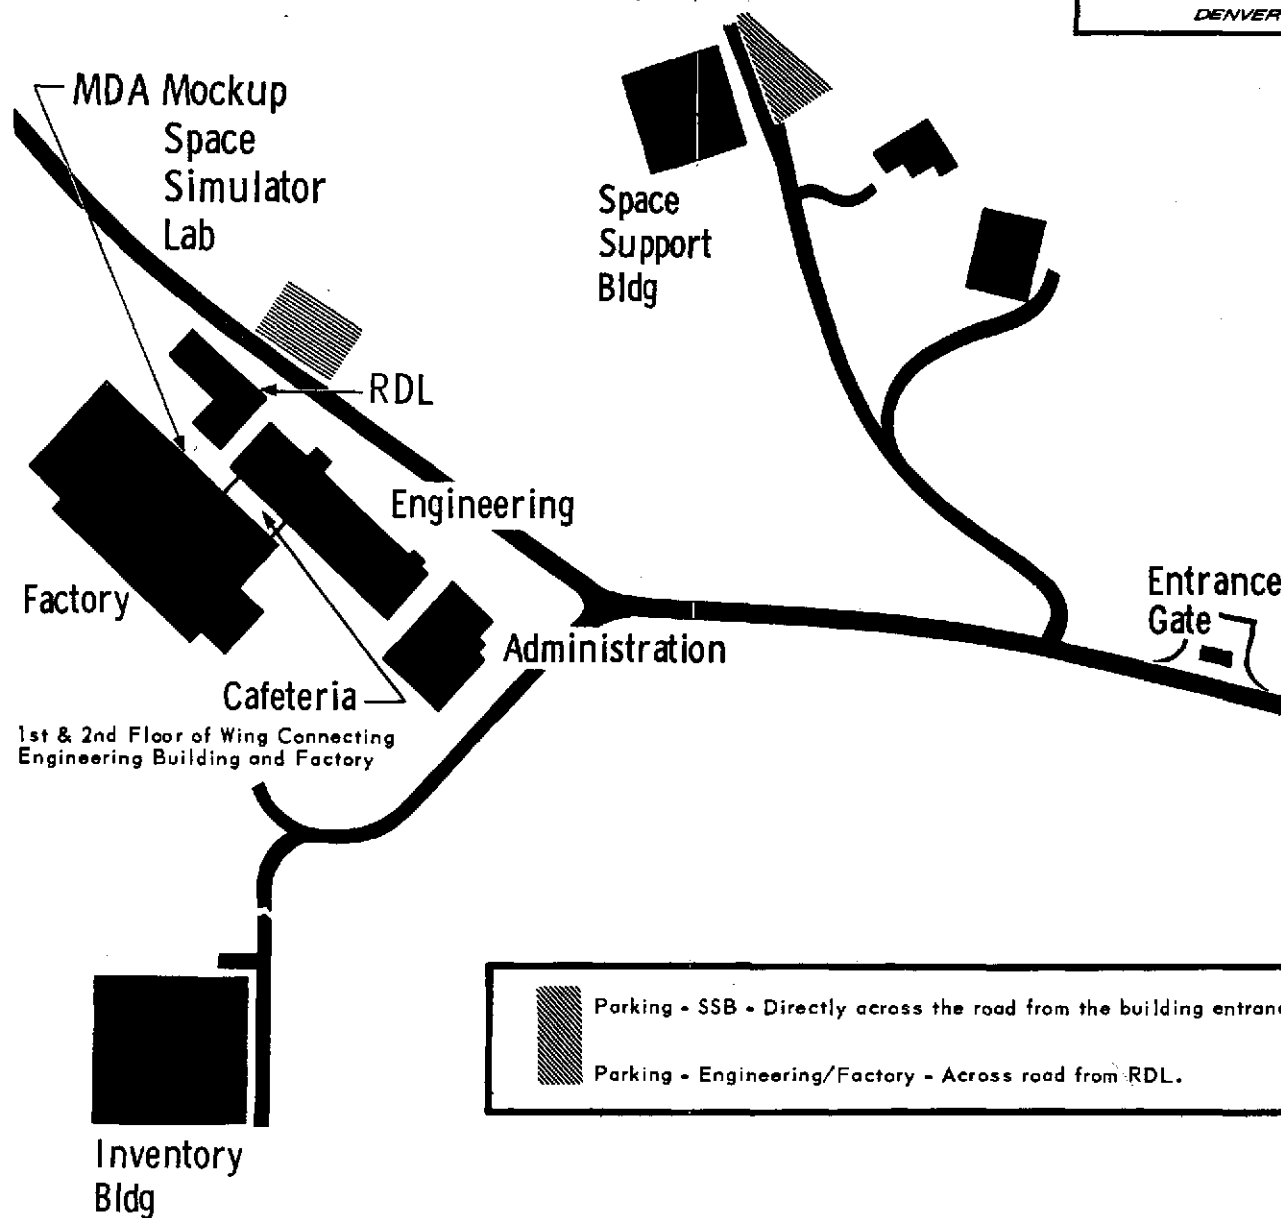 DENVER
MDA Mockup
Space
Simulator
Lab
Space
Support
Bldg
RDL
Engineering
Entrance
Gate
Factory
Administration
Cafeteria
1st & 2nd Floor of Wing Connecting
Engineering Building and Factory
Parking - SSB - Directly across the road from the building entranc
Parking - Engineering/Factory - Across road from RDL.
Inventory
Bldg